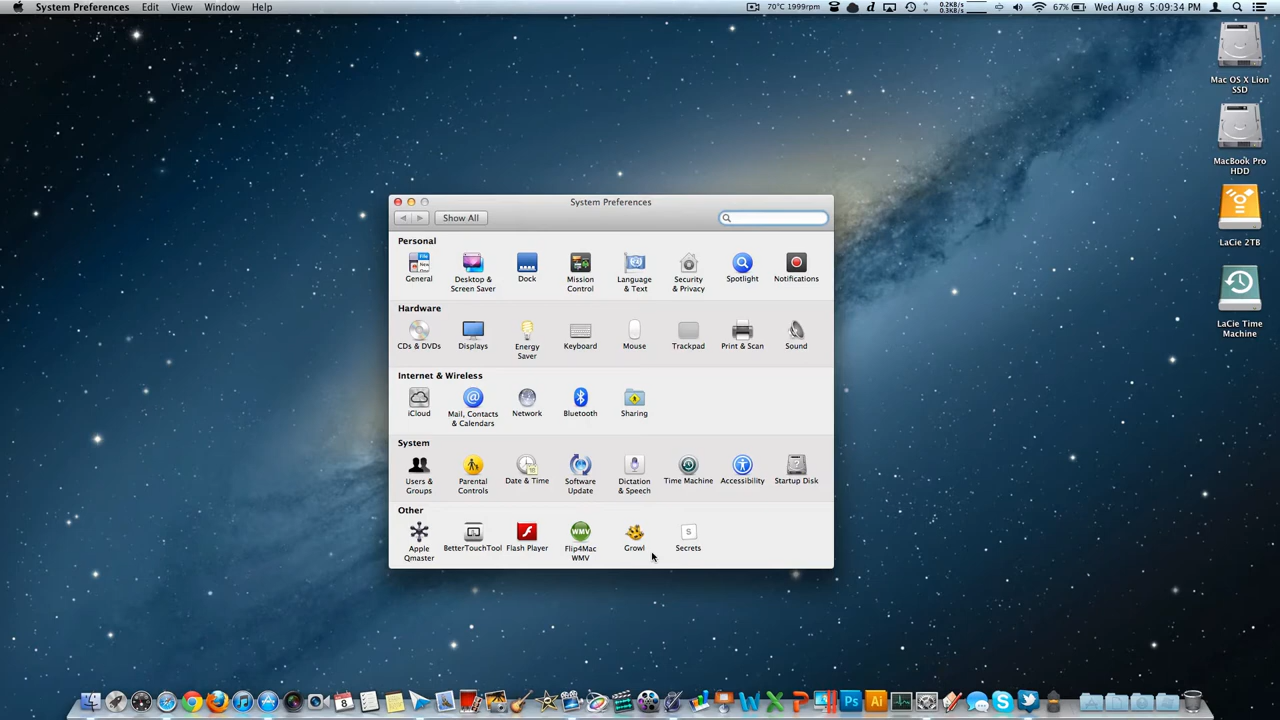 System Preferences Edit View Window Help
70°C 1999rpm
0.2KB/s
0.3KB/s
67%
Wed Aug 8 5:09:34 PM
System Preferences
Show All
Personal
General
Desktop &
Screen Saver
Dock
Mission
Control
Language
& Text
Security
& Privacy
Spotlight
Notifications
Hardware
CDs & DVDs
Displays
Energy
Saver
Keyboard
Mouse
Trackpad
Print & Scan
Sound
Internet & Wireless
iCloud
Mail, Contacts
& Calendars
Network
Bluetooth
Sharing
System
Users &
Groups
Parental
Controls
Date & Time
Software
Update
Dictation
& Speech
Time Machine
Accessibility
Startup Disk
Other
Apple
Qmaster
BetterTouchTool
Flash Player
WMV
Flip4Mac
WMV
Growl
S
Secrets
Mac OS X Lion
SSD
MacBook Pro
HDD
LaCie 2TB
LaCie Time
Machine
8
Ps
Ai